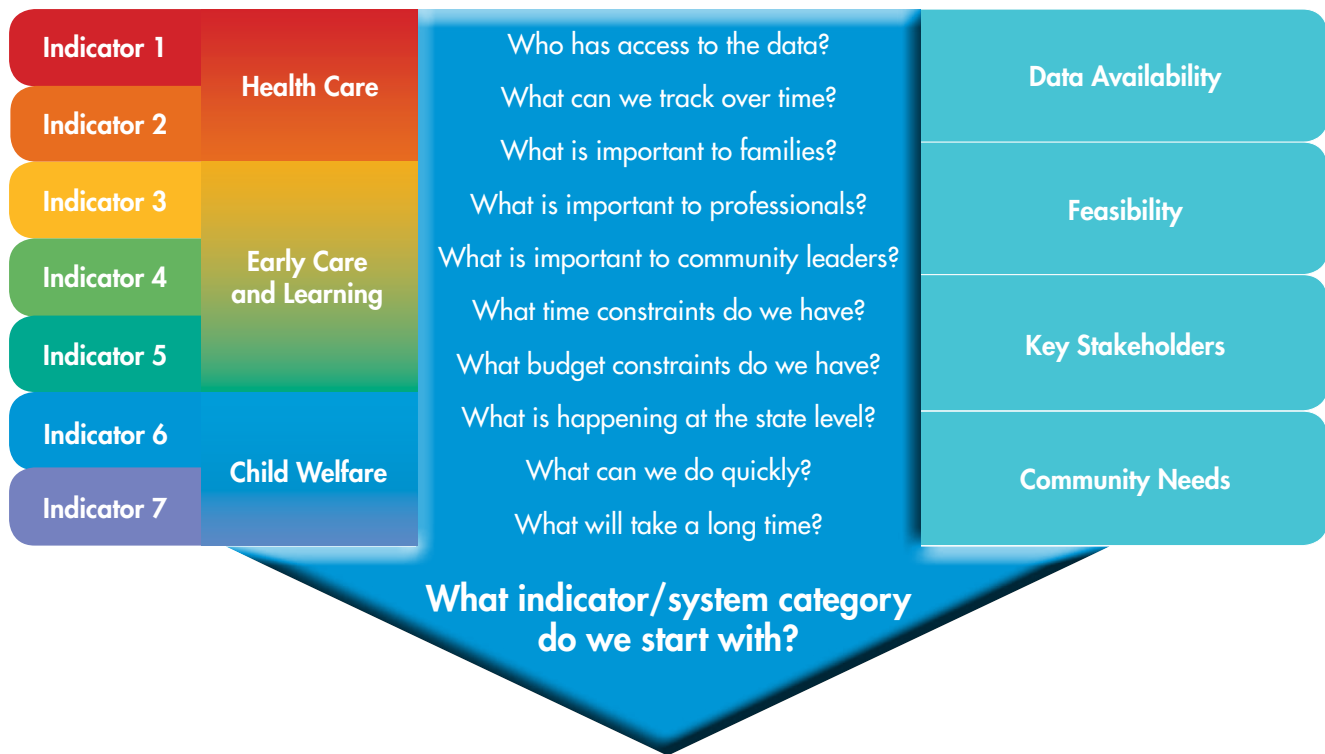 Indicator 1
Indicator 2
Indicator 3
Indicator 4
Indicator 5
Indicator 6
Indicator 7
Health Care
Early Care
and Learning
Child Welfare
Who has access to the data?
What can we track over time?
What is important to families?
What is important to professionals?
What is important to community leaders?
What time constraints do we have?
What budget constraints do we have?
What is happening at the state level?
What can we do quickly?
What will take a long time?
Data Availability
Feasibility
Key Stakeholders
Community Needs
What indicator/system category
do we start with?